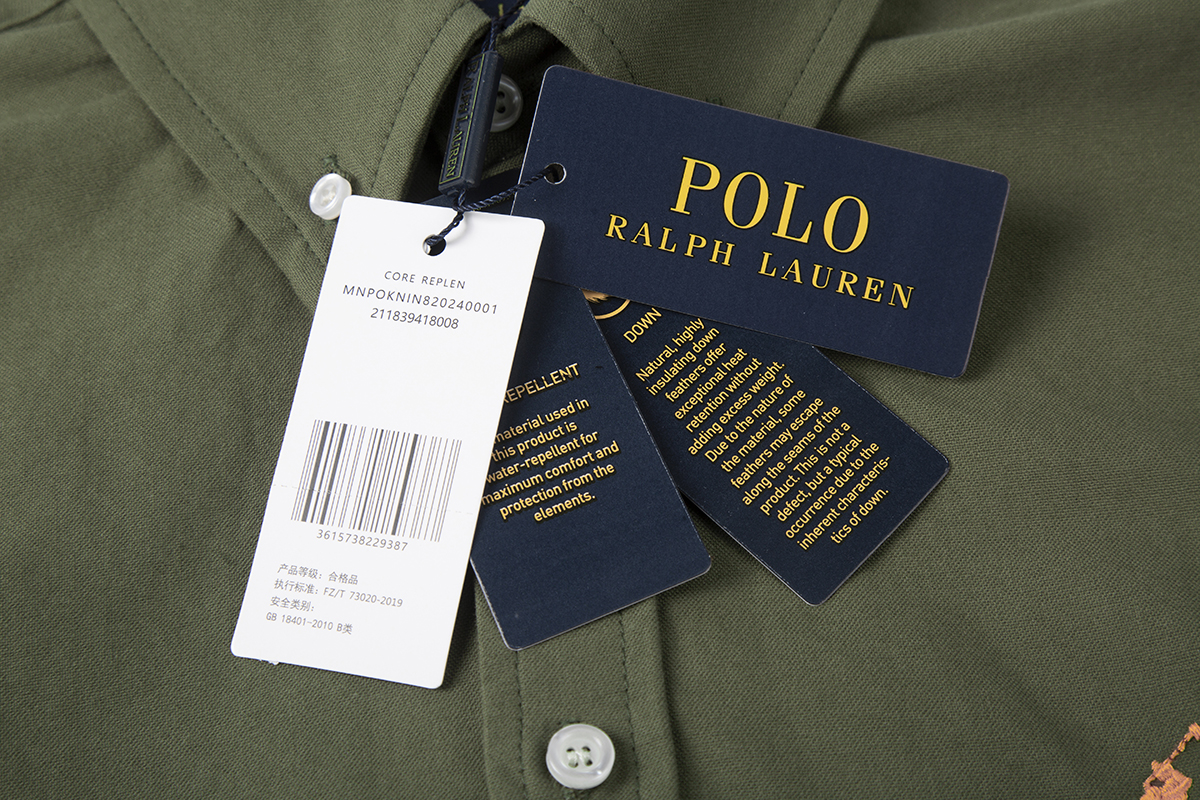 RALPH LAUREN
POLO
RALPH LAUREN
CORE REPLEN
MNPOKNIN820240001
211839418008
3615738229387
产品等级: 合格品
执行标准: FZ/T 73020-2019
安全类别:
GB 18401-2010 B类
REPELLENT
material used in
this product is
water-repellent for
maximum comfort and
protection from the
elements.
DOWN
Natural, highly
insulating down
feathers offer
exceptional heat
retention without
adding excess weight.
Due to the nature of
the material, some
feathers may escape
along the seams of the
product. This is not a
defect, but a typical
occurrence due to the
inherent characteris-
tics of down.